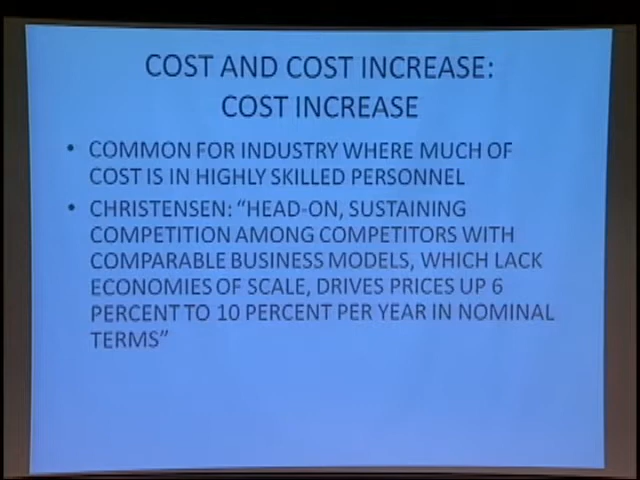 COST AND COST INCREASE:
COST INCREASE
• COMMON FOR INDUSTRY WHERE MUCH OF
COST IS IN HIGHLY SKILLED PERSONNEL
• CHRISTENSEN: “HEAD-ON, SUSTAINING
COMPETITION AMONG COMPETITORS WITH
COMPARABLE BUSINESS MODELS, WHICH LACK
ECONOMIES OF SCALE, DRIVES PRICES UP 6
PERCENT TO 10 PERCENT PER YEAR IN NOMINAL
TERMS”